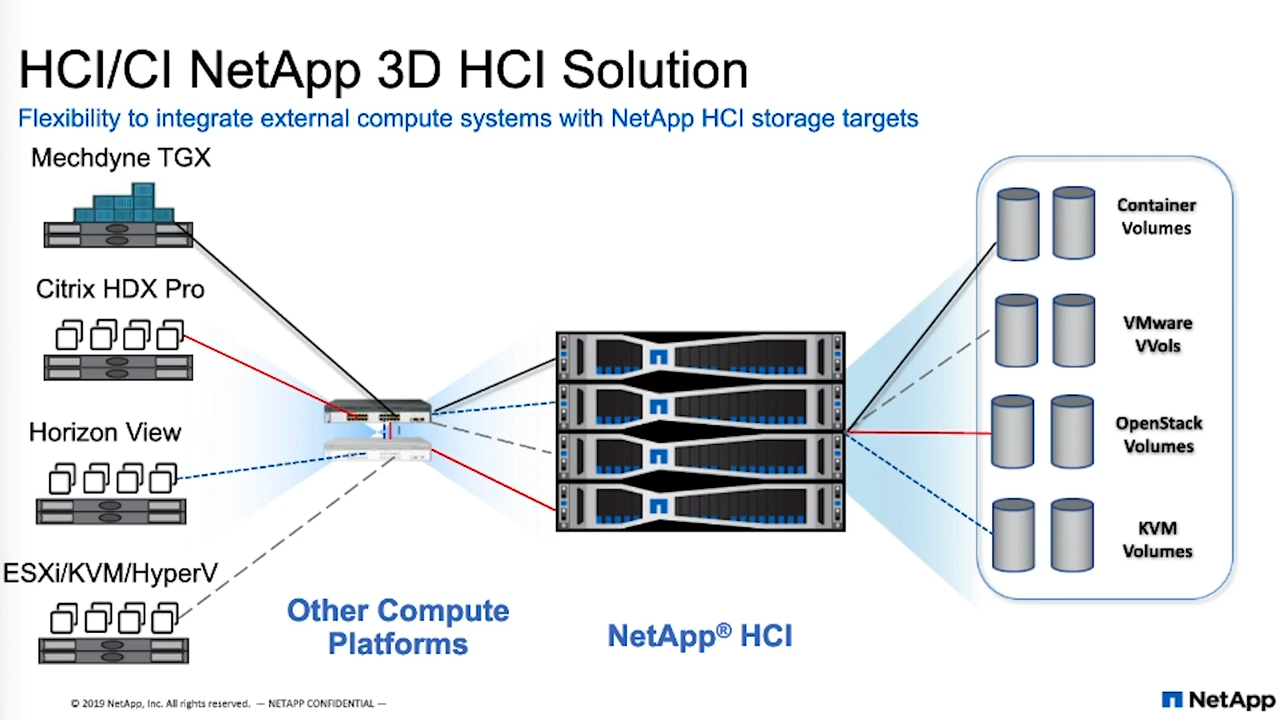 HCI/CI NetApp 3D HCI Solution
Flexibility to integrate external compute systems with NetApp HCI storage targets
Mechdyne TGX
Citrix HDX Pro
Horizon View
ESXi/KVM/HyperV
Other Compute
Platforms
NetApp® HCI
Container
Volumes
VMware
VVols
OpenStack
Volumes
KVM
Volumes
© 2019 NetApp, Inc. All rights reserved. — NETAPP CONFIDENTIAL —
NetApp